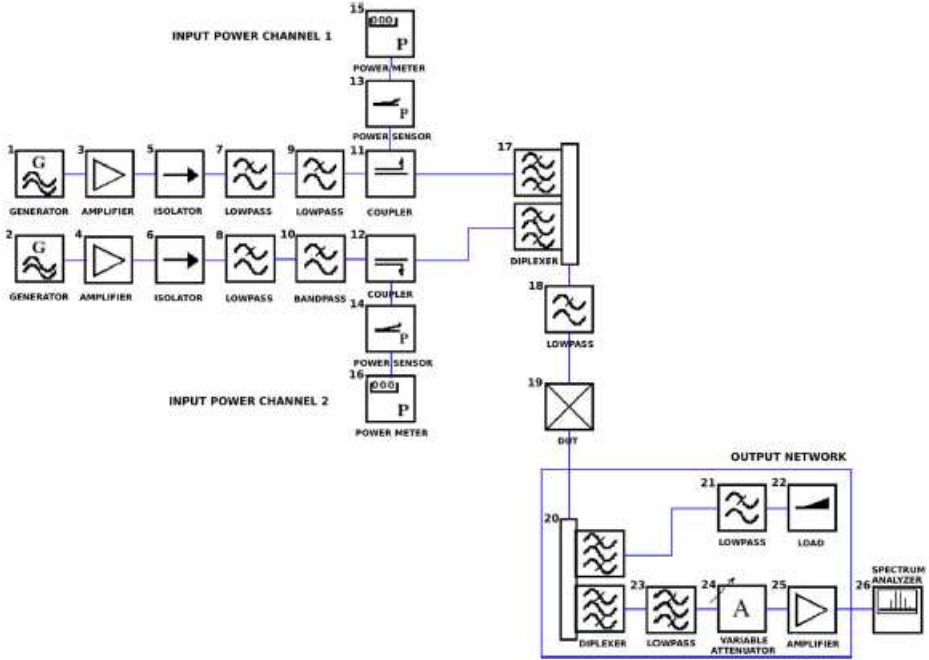 15
000
P
INPUT POWER CHANNEL 1
POWER METER
13
P
POWER SENSOR
1
G
3
5
7
9
11
17
GENERATOR
AMPLIFIER
ISOLATOR
LOWPASS
LOWPASS
COUPLER
2
G
4
6
8
10
12
DIPLEXER
GENERATOR
AMPLIFIER
ISOLATOR
LOWPASS
BANDPASS
COUPLER
18
LOWPASS
14
P
POWER SENSOR
16
000
P
INPUT POWER CHANNEL 2
POWER METER
19
DUT
OUTPUT NETWORK
21
22
LOWPASS
LOAD
20
23
24
A
25
26
SPECTRUM
ANALYZER
DIPLEXER
LOWPASS
VARIABLE
ATTENUATOR
AMPLIFIER